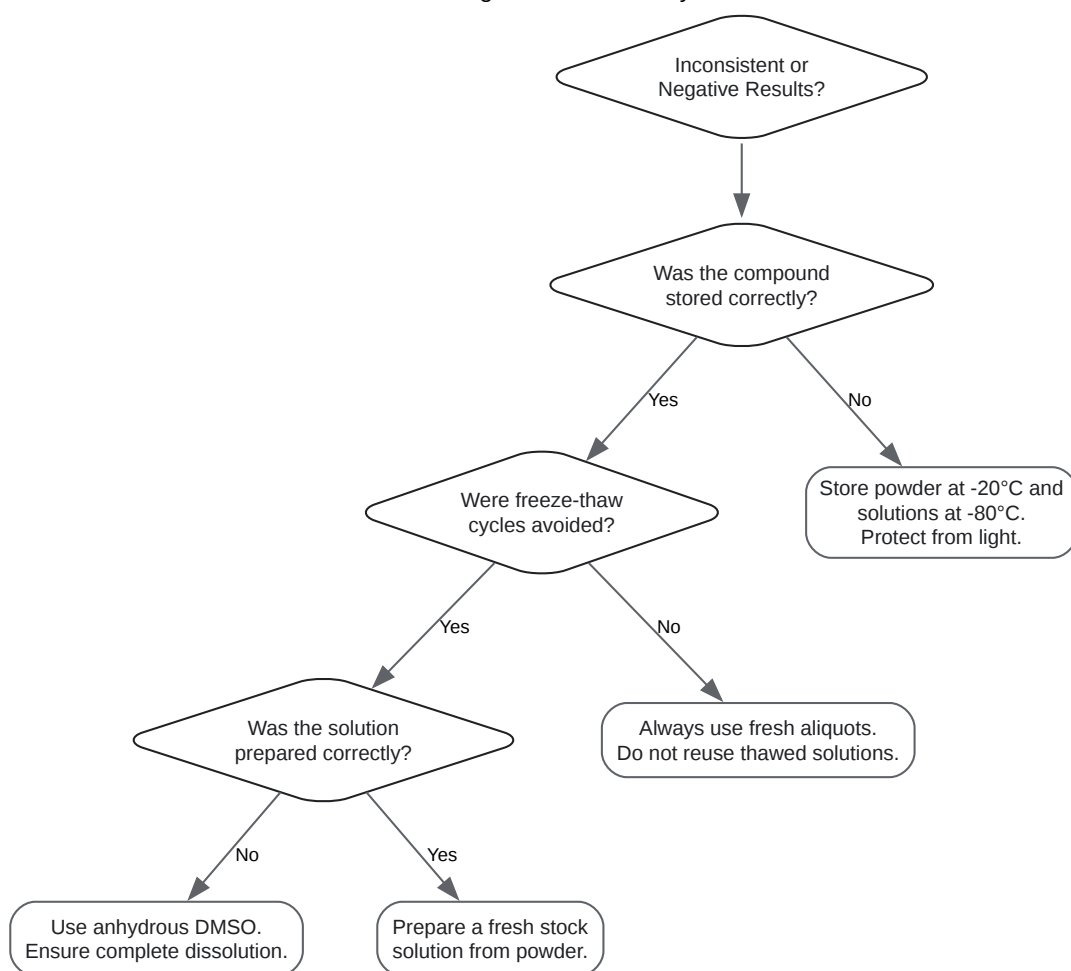 Inconsistent or
Negative Results?
Was the compound
stored correctly?
Yes
No
Store powder at -20°C and
solutions at -80°C.
Protect from light.
Were freeze-thaw
cycles avoided?
Yes
No
Always use fresh aliquots.
Do not reuse thawed solutions.
Was the solution
prepared correctly?
No
Yes
Use anhydrous DMSO.
Ensure complete dissolution.
Prepare a fresh stock
solution from powder.